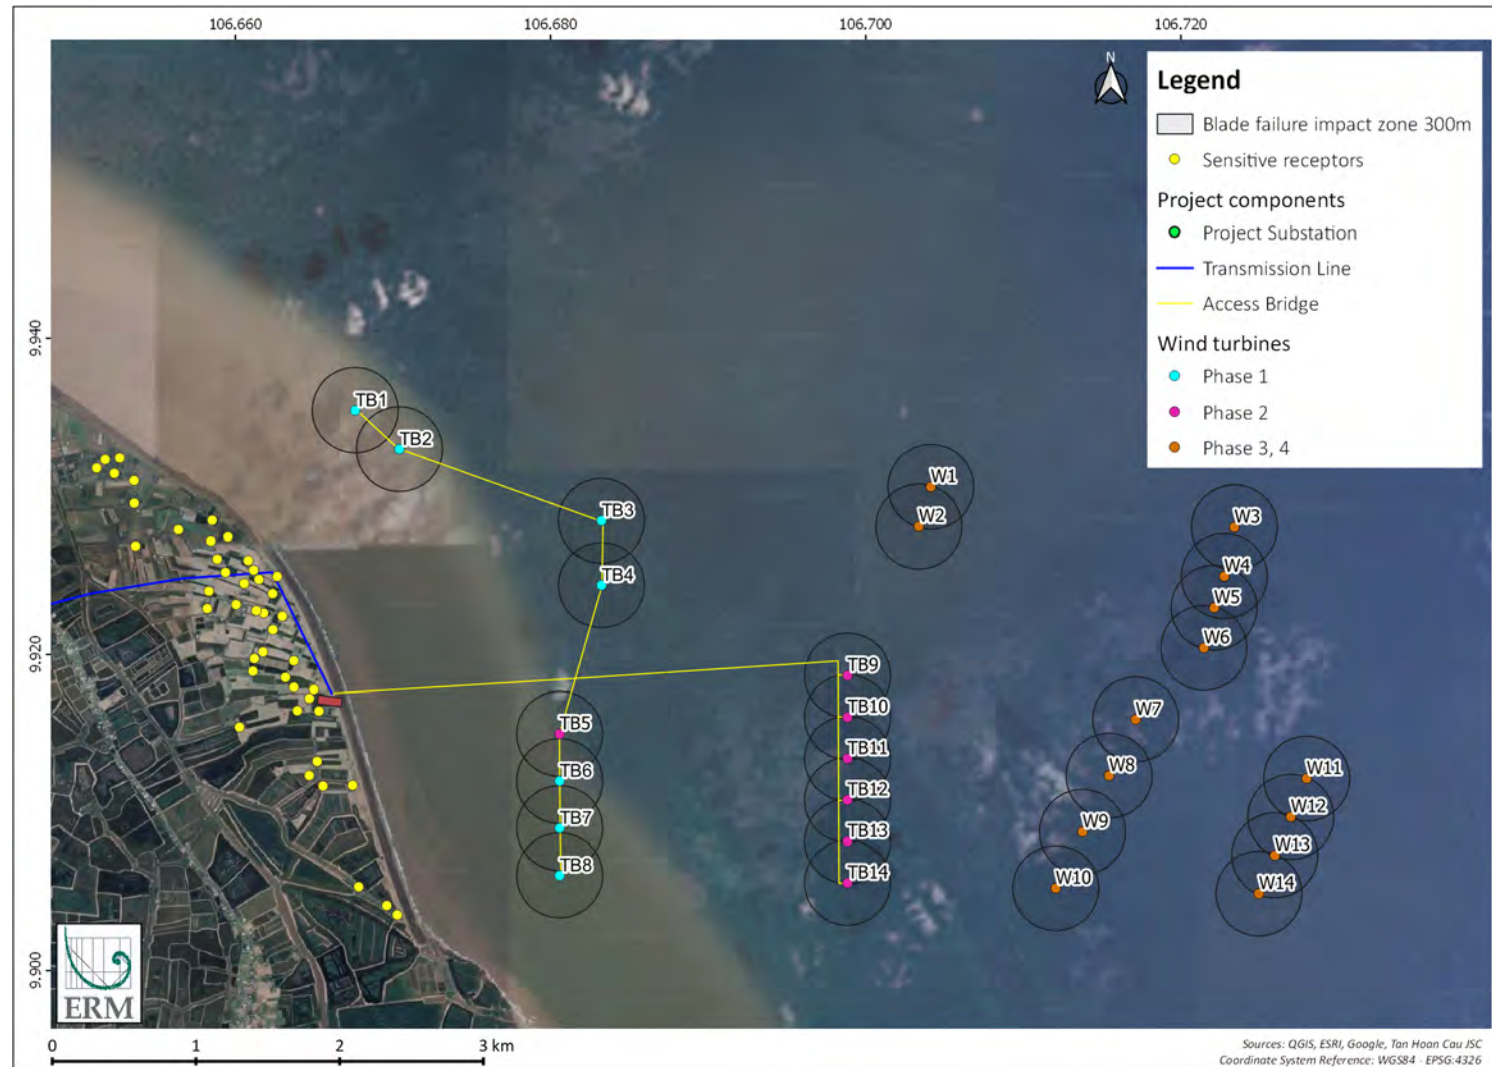 106.660 106.680 106.700 106.720
N
Legend
Blade failure impact zone 300m
Sensitive receptors
Project components
Project Substation
Transmission Line
Access Bridge
Wind turbines
Phase 1
Phase 2
Phase 3, 4
9.940
9.920
9.900
TB1
TB2
TB3
TB4
TB5
TB6
TB7
TB8
TB9
TB10
TB11
TB12
TB13
TB14
W1
W2
W3
W4
W5
W6
W7
W8
W9
W10
W11
W12
W13
W14
ERM
0 1 2 3 km
Sources: QGIS, ESRI, Google, Tan Hoan Cau JSC
Coordinate System Reference: WGS84 - EPSG:4326